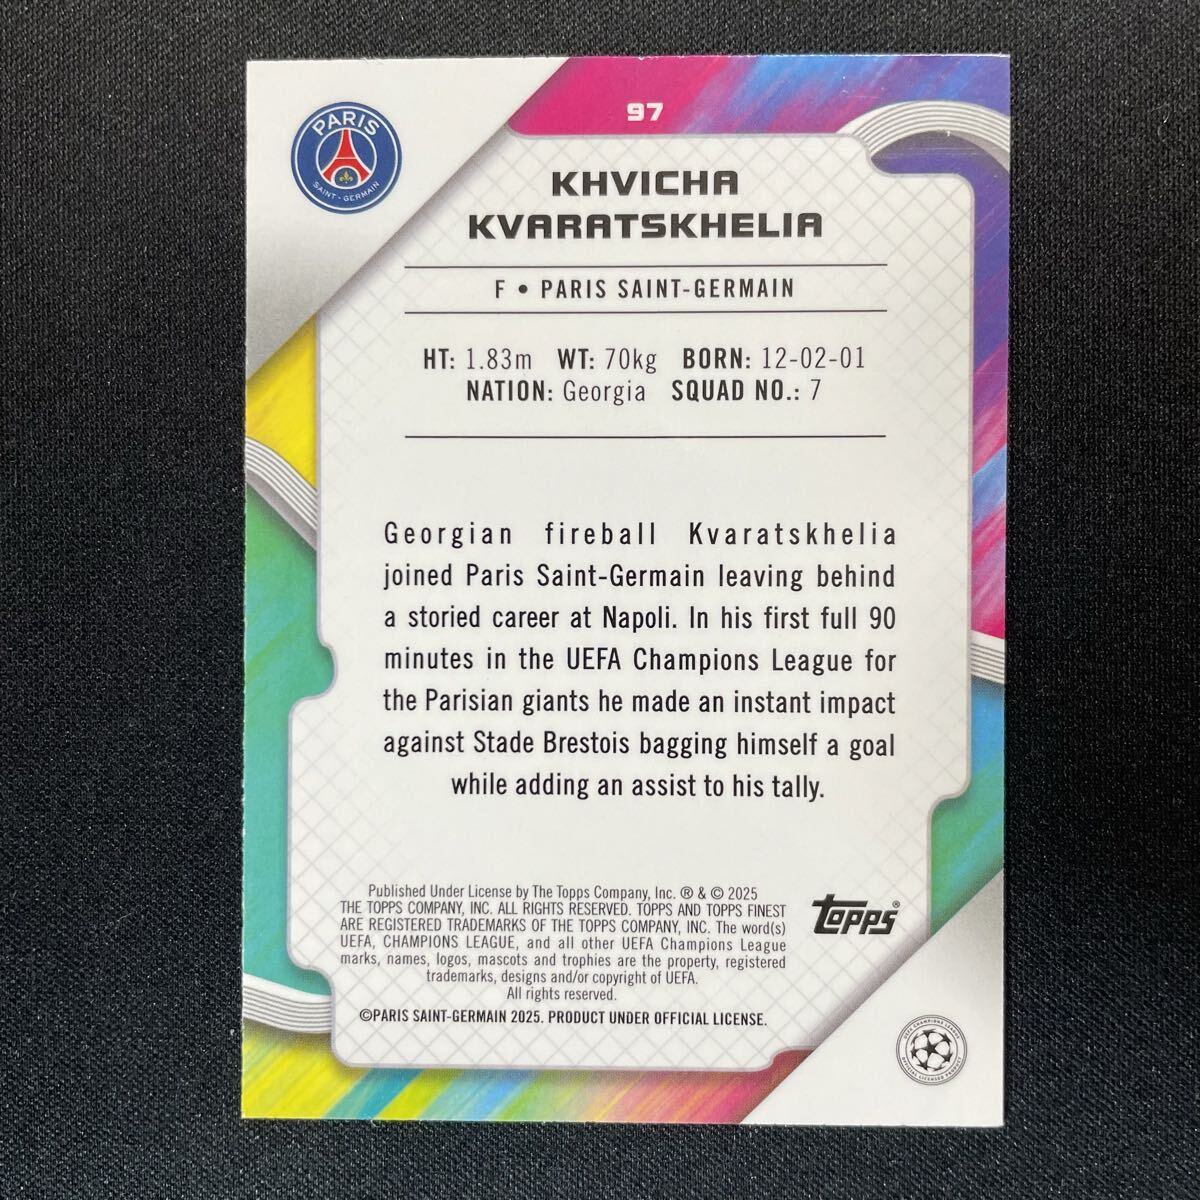 97
PARIS
SAINT-GERMAIN
KHVICHA
KVARATSKHELIA
F • PARIS SAINT-GERMAIN
HT: 1.83m WT: 70kg BORN: 12-02-01
NATION: Georgia SQUAD NO.: 7
Georgian fireball Kvaratskhelia
joined Paris Saint-Germain leaving behind
a storied career at Napoli. In his first full 90
minutes in the UEFA Champions League for
the Parisian giants he made an instant impact
against Stade Brestois bagging himself a goal
while adding an assist to his tally.
Published Under License by The Topps Company, Inc. ® & © 2025
THE TOPPS COMPANY, INC. ALL RIGHTS RESERVED. TOPPS AND TOPPS FINEST
ARE REGISTERED TRADEMARKS OF THE TOPPS COMPANY, INC. The word(s)
UEFA, CHAMPIONS LEAGUE, and all other UEFA Champions League
marks, names, logos, mascots and trophies are the property, registered
trademarks, designs and/or copyright of UEFA.
All rights reserved.
©PARIS SAINT-GERMAIN 2025. PRODUCT UNDER OFFICIAL LICENSE.
TOPPS®
UEFA CHAMPIONS LEAGUE
OFFICIAL LICENSED PRODUCT